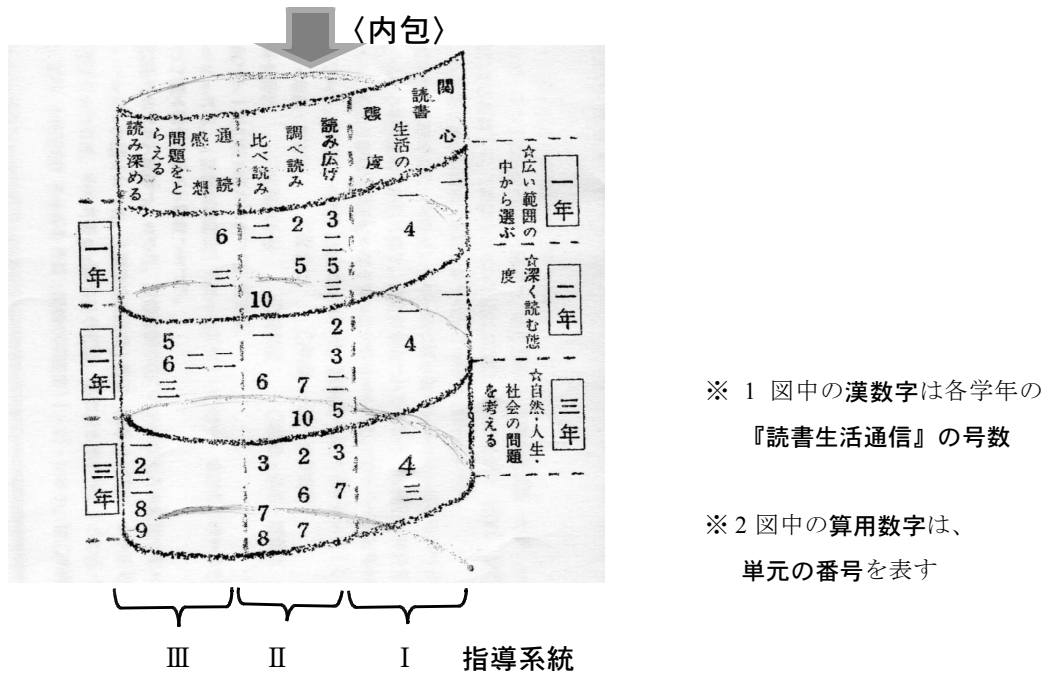 〈内包〉
関心
読書
生活の
態度
読み広げ
調べ読み
比べ読み
通読
感想
問題をと
らえる
読み深める
一年
☆広い範囲の
中から選ぶ
二年
☆深く読む態
度
三年
☆自然・人生・
社会の問題
を考える
一年
一
4
3
二
5
三
2
5
二
10
6
三
二年
一
一
4
2
3
二
5
7
10
一
6
二
二
5
6
三
三年
一
4
三
3
7
2
6
7
3
7
8
一
2
二
8
9
Ⅲ Ⅱ Ⅰ 指導系統
※ 1 図中の漢数字は各学年の
『読書生活通信』の号数
※2 図中の算用数字は、
単元の番号を表す